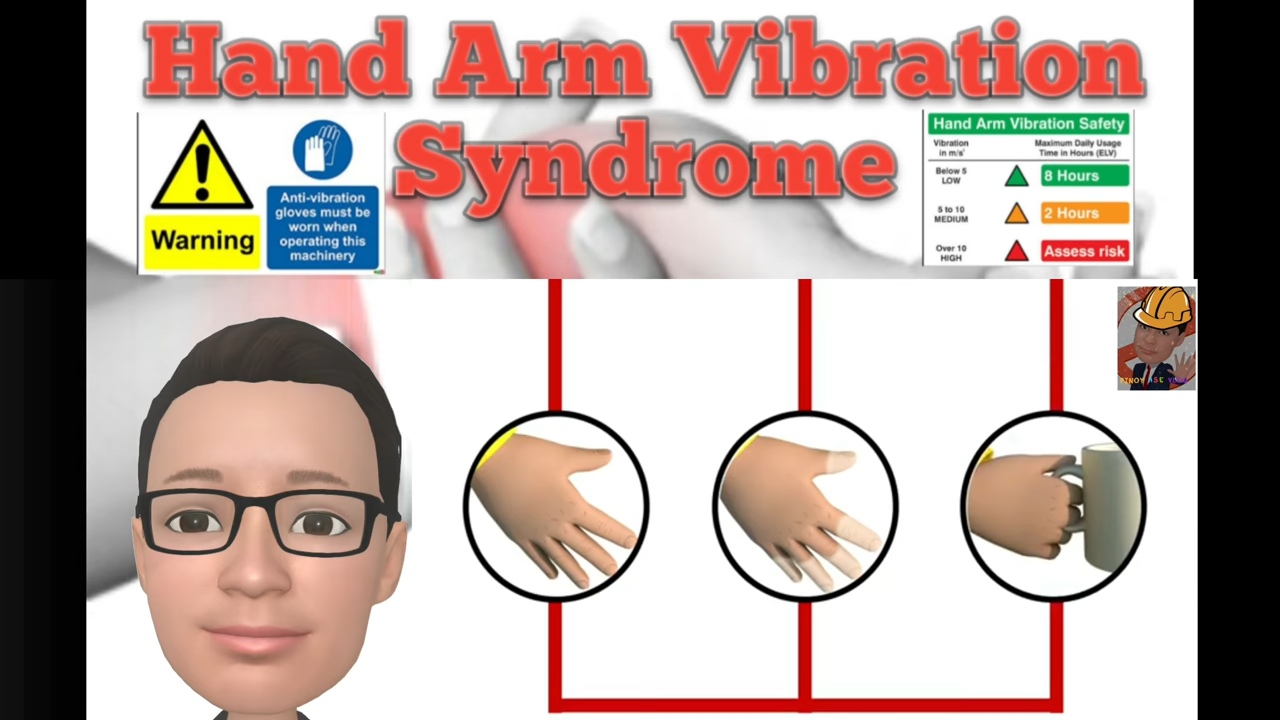 Hand Arm Vibration
Syndrome
Warning
Anti-vibration
gloves must be
worn when
operating this
machinery
Hand Arm Vibration Safety
Vibration
in m/s²
Maximum Daily Usage
Time in Hours (ELV)
Below 5
LOW
8 Hours
5 to 10
MEDIUM
2 Hours
Over 10
HIGH
Assess risk
PINOY